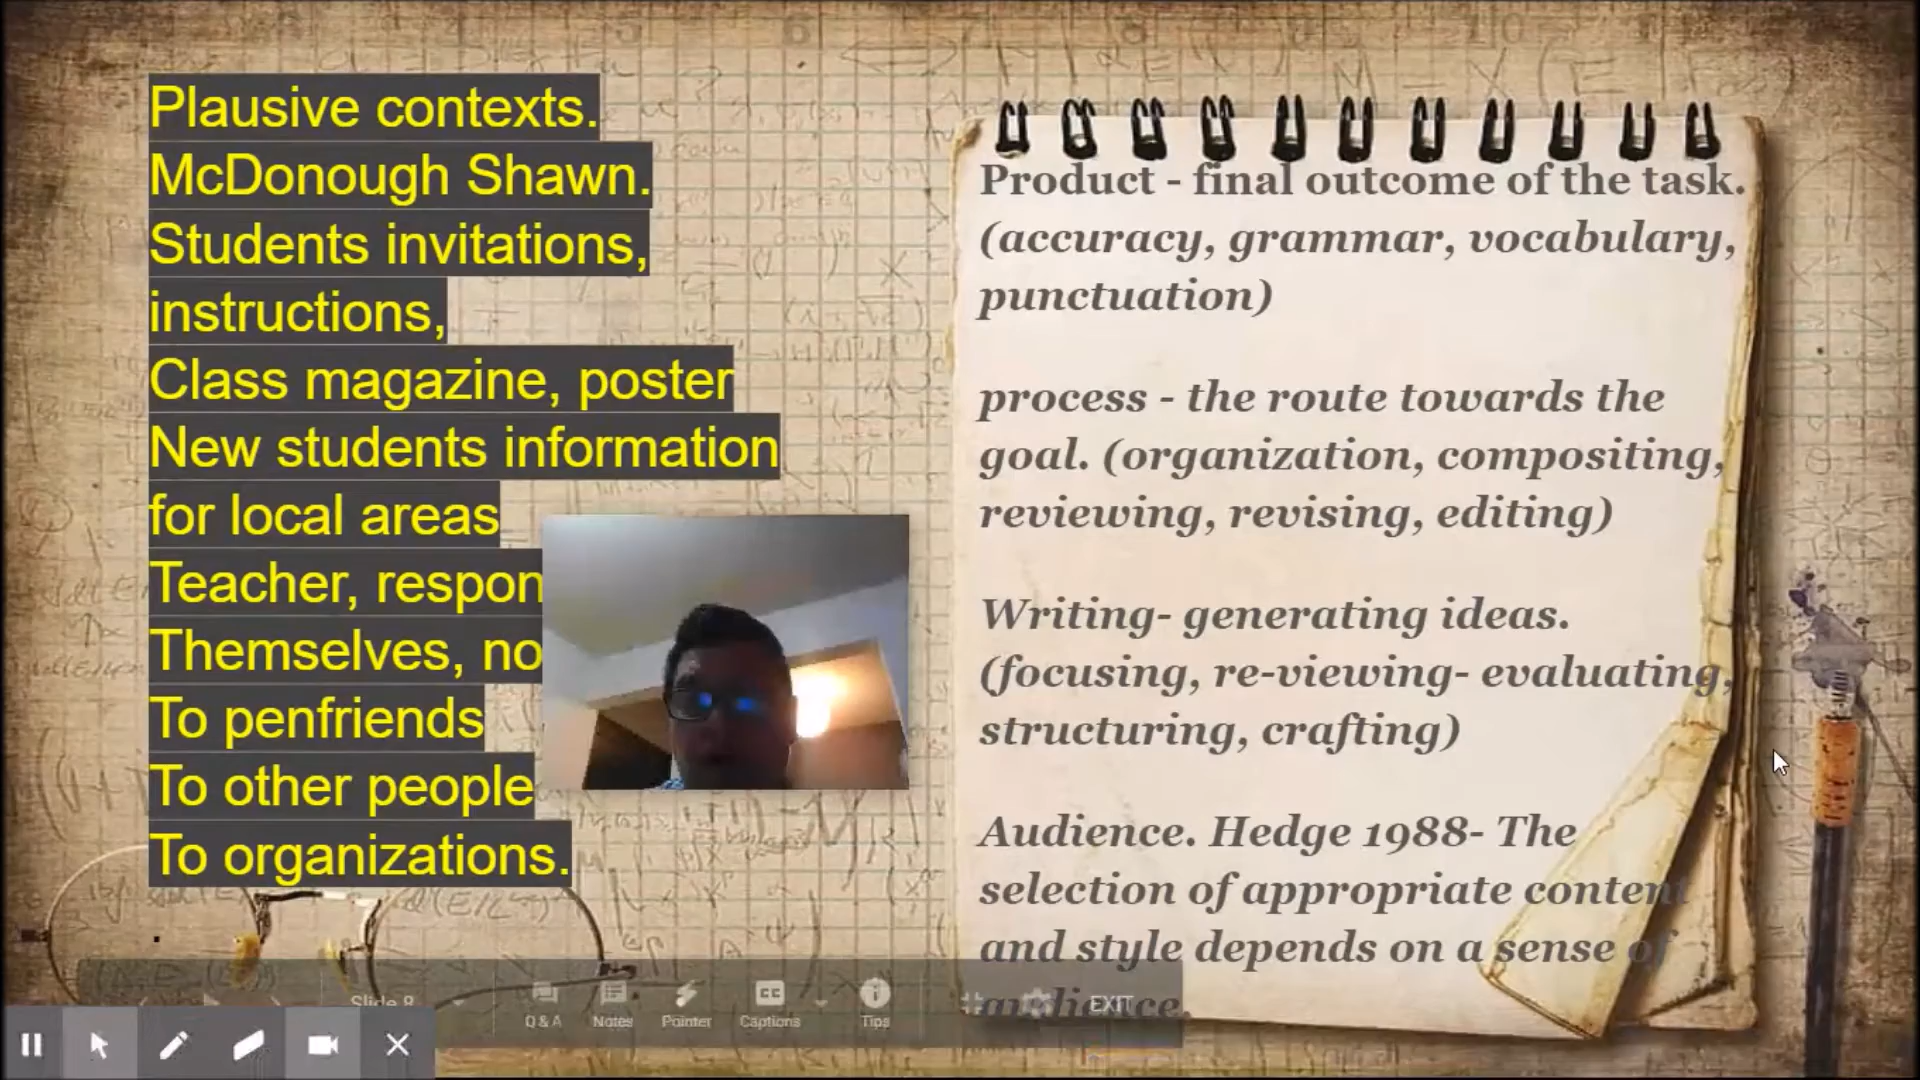 Plausive contexts.
McDonough Shawn.
Students invitations,
instructions,
Class magazine, poster
New students information
for local areas
Teacher, respon
Themselves, no
To penfriends
To other people
To organizations.
Product - final outcome of the task.
(accuracy, grammar, vocabulary,
punctuation)
process - the route towards the
goal. (organization, compositing,
reviewing, revising, editing)
Writing- generating ideas.
(focusing, re-viewing- evaluating,
structuring, crafting)
Audience. Hedge 1988- The
selection of appropriate content
and style depends on a sense of
audience.
Slide 8
Q & A
Notes
Pointer
CC
Captions
Tips
EXIT